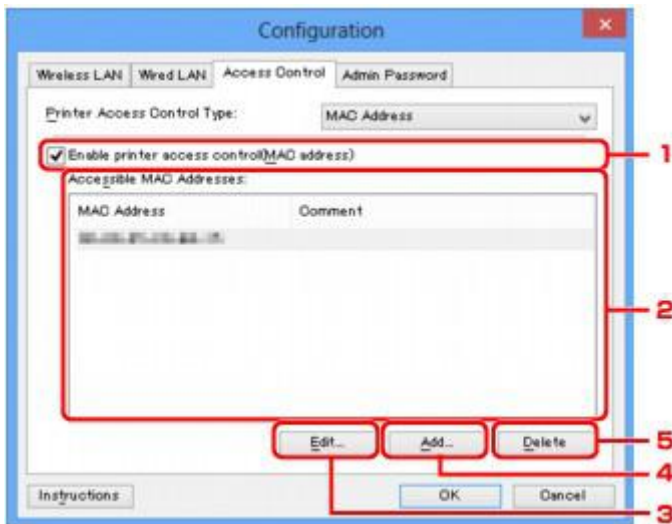 Configuration
Wireless LAN Wired LAN Access Control Admin Password
Printer Access Control Type: MAC Address
Enable printer access control(MAC address) 1
Accessible MAC Addresses:
MAC Address Comment
2
Edit... Add... Delete 5
4
Instructions OK Cancel
3